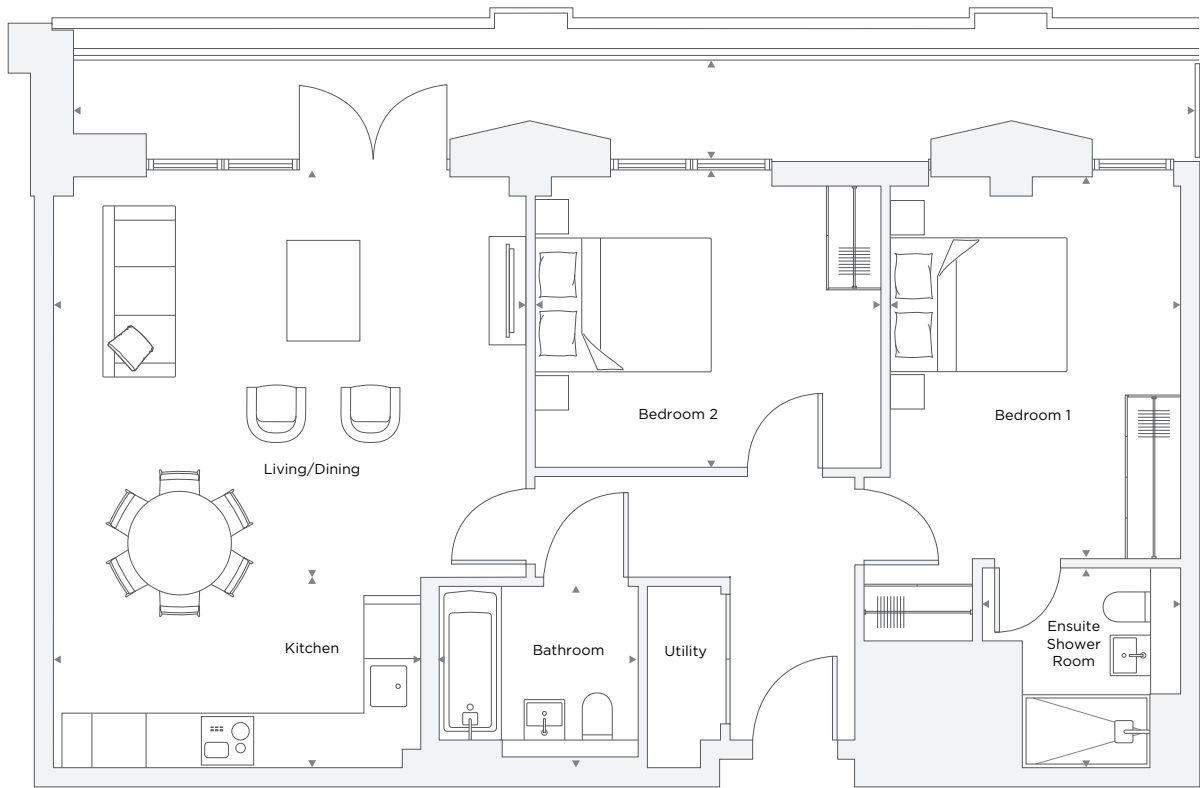 Bedroom 2
Bedroom 1
Living/Dining
Kitchen
Bathroom
Utility
Ensuite
Shower
Room